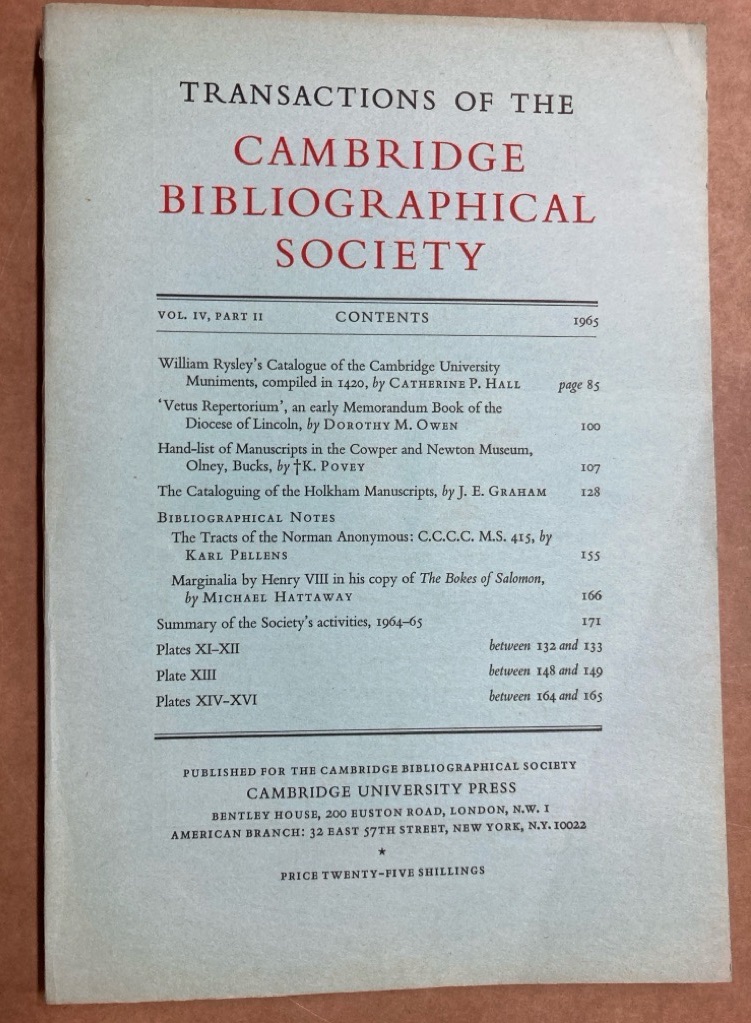 TRANSACTIONS OF THE
CAMBRIDGE
BIBLIOGRAPHICAL
SOCIETY
VOL. IV, PART II CONTENTS 1965
William Rysley's Catalogue of the Cambridge University
Muniments, compiled in 1420, by CATHERINE P. HALL page 85
'Vetus Repertorium', an early Memorandum Book of the
Diocese of Lincoln, by DOROTHY M. OWEN 100
Hand-list of Manuscripts in the Cowper and Newton Museum,
Olney, Bucks, by †K. POVEY 107
The Cataloguing of the Holkham Manuscripts, by J. E. GRAHAM 128
BIBLIOGRAPHICAL NOTES
The Tracts of the Norman Anonymous: C.C.C.C. M.S. 415, by
KARL PELLENS 155
Marginalia by Henry VIII in his copy of The Bokes of Salomon,
by MICHAEL HATTAWAY 166
Summary of the Society's activities, 1964–65 171
Plates XI–XII between 132 and 133
Plate XIII between 148 and 149
Plates XIV–XVI between 164 and 165
PUBLISHED FOR THE CAMBRIDGE BIBLIOGRAPHICAL SOCIETY
CAMBRIDGE UNIVERSITY PRESS
BENTLEY HOUSE, 200 EUSTON ROAD, LONDON, N.W. 1
AMERICAN BRANCH: 32 EAST 57TH STREET, NEW YORK, N.Y. 10022
★
PRICE TWENTY-FIVE SHILLINGS